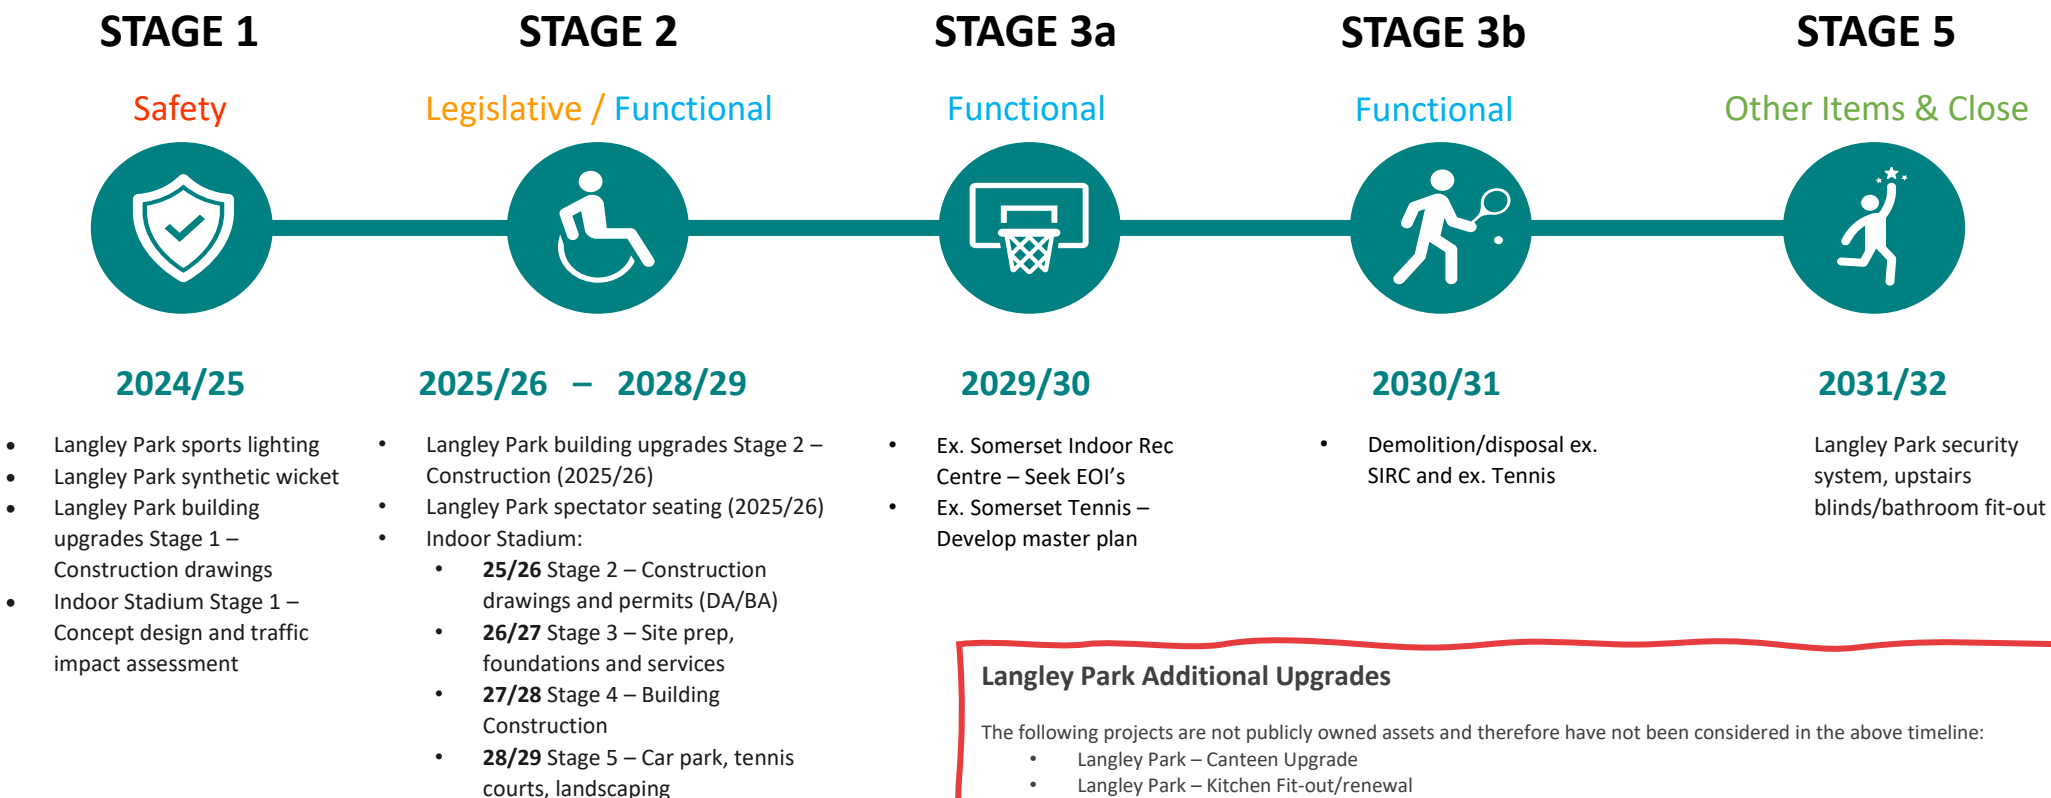 STAGE 1
Safety
2024/25
• Langley Park sports lighting
• Langley Park synthetic wicket
• Langley Park building
upgrades Stage 1 –
Construction drawings
• Indoor Stadium Stage 1 –
Concept design and traffic
impact assessment
STAGE 2
Legislative / Functional
2025/26 – 2028/29
• Langley Park building upgrades Stage 2 –
Construction (2025/26)
• Langley Park spectator seating (2025/26)
• Indoor Stadium:
• 25/26 Stage 2 – Construction
drawings and permits (DA/BA)
• 26/27 Stage 3 – Site prep,
foundations and services
• 27/28 Stage 4 – Building
Construction
• 28/29 Stage 5 – Car park, tennis
courts, landscaping
STAGE 3a
Functional
2029/30
• Ex. Somerset Indoor Rec
Centre – Seek EOI's
• Ex. Somerset Tennis –
Develop master plan
STAGE 3b
Functional
2030/31
• Demolition/disposal ex.
SIRC and ex. Tennis
STAGE 5
Other Items & Close
2031/32
Langley Park security
system, upstairs
blinds/bathroom fit-out
Langley Park Additional Upgrades
The following projects are not publicly owned assets and therefore have not been considered in the above timeline:
• Langley Park – Canteen Upgrade
• Langley Park – Kitchen Fit-out/renewal